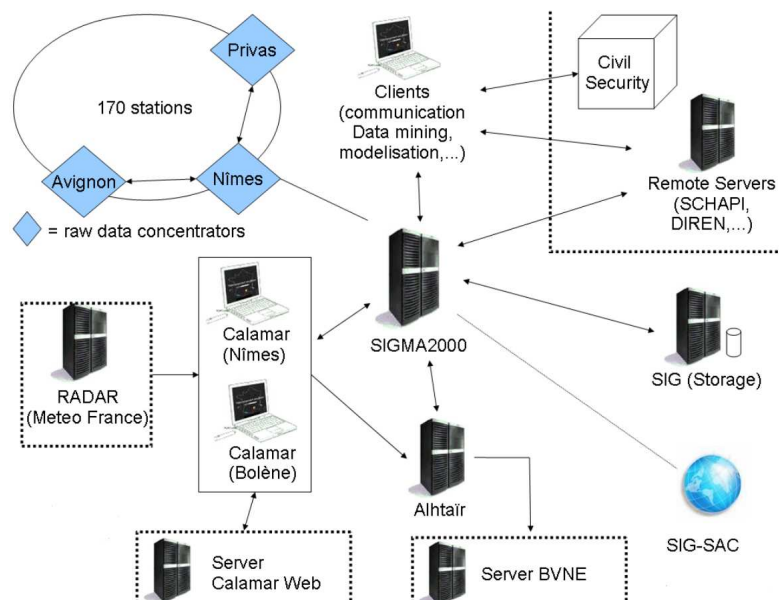 Privas
170 stations
Avignon
Nîmes
= raw data concentrators
Clients
(communication
Data mining,
modelisation,...)
Civil
Security
Remote Servers
(SCHAPI,
DIREN,...)
RADAR
(Meteo France)
Calamar
(Nîmes)
Calamar
(Bolène)
SIGMA2000
SIG (Storage)
Alhtaïr
SIG-SAC
Server
Calamar Web
Server BVNE